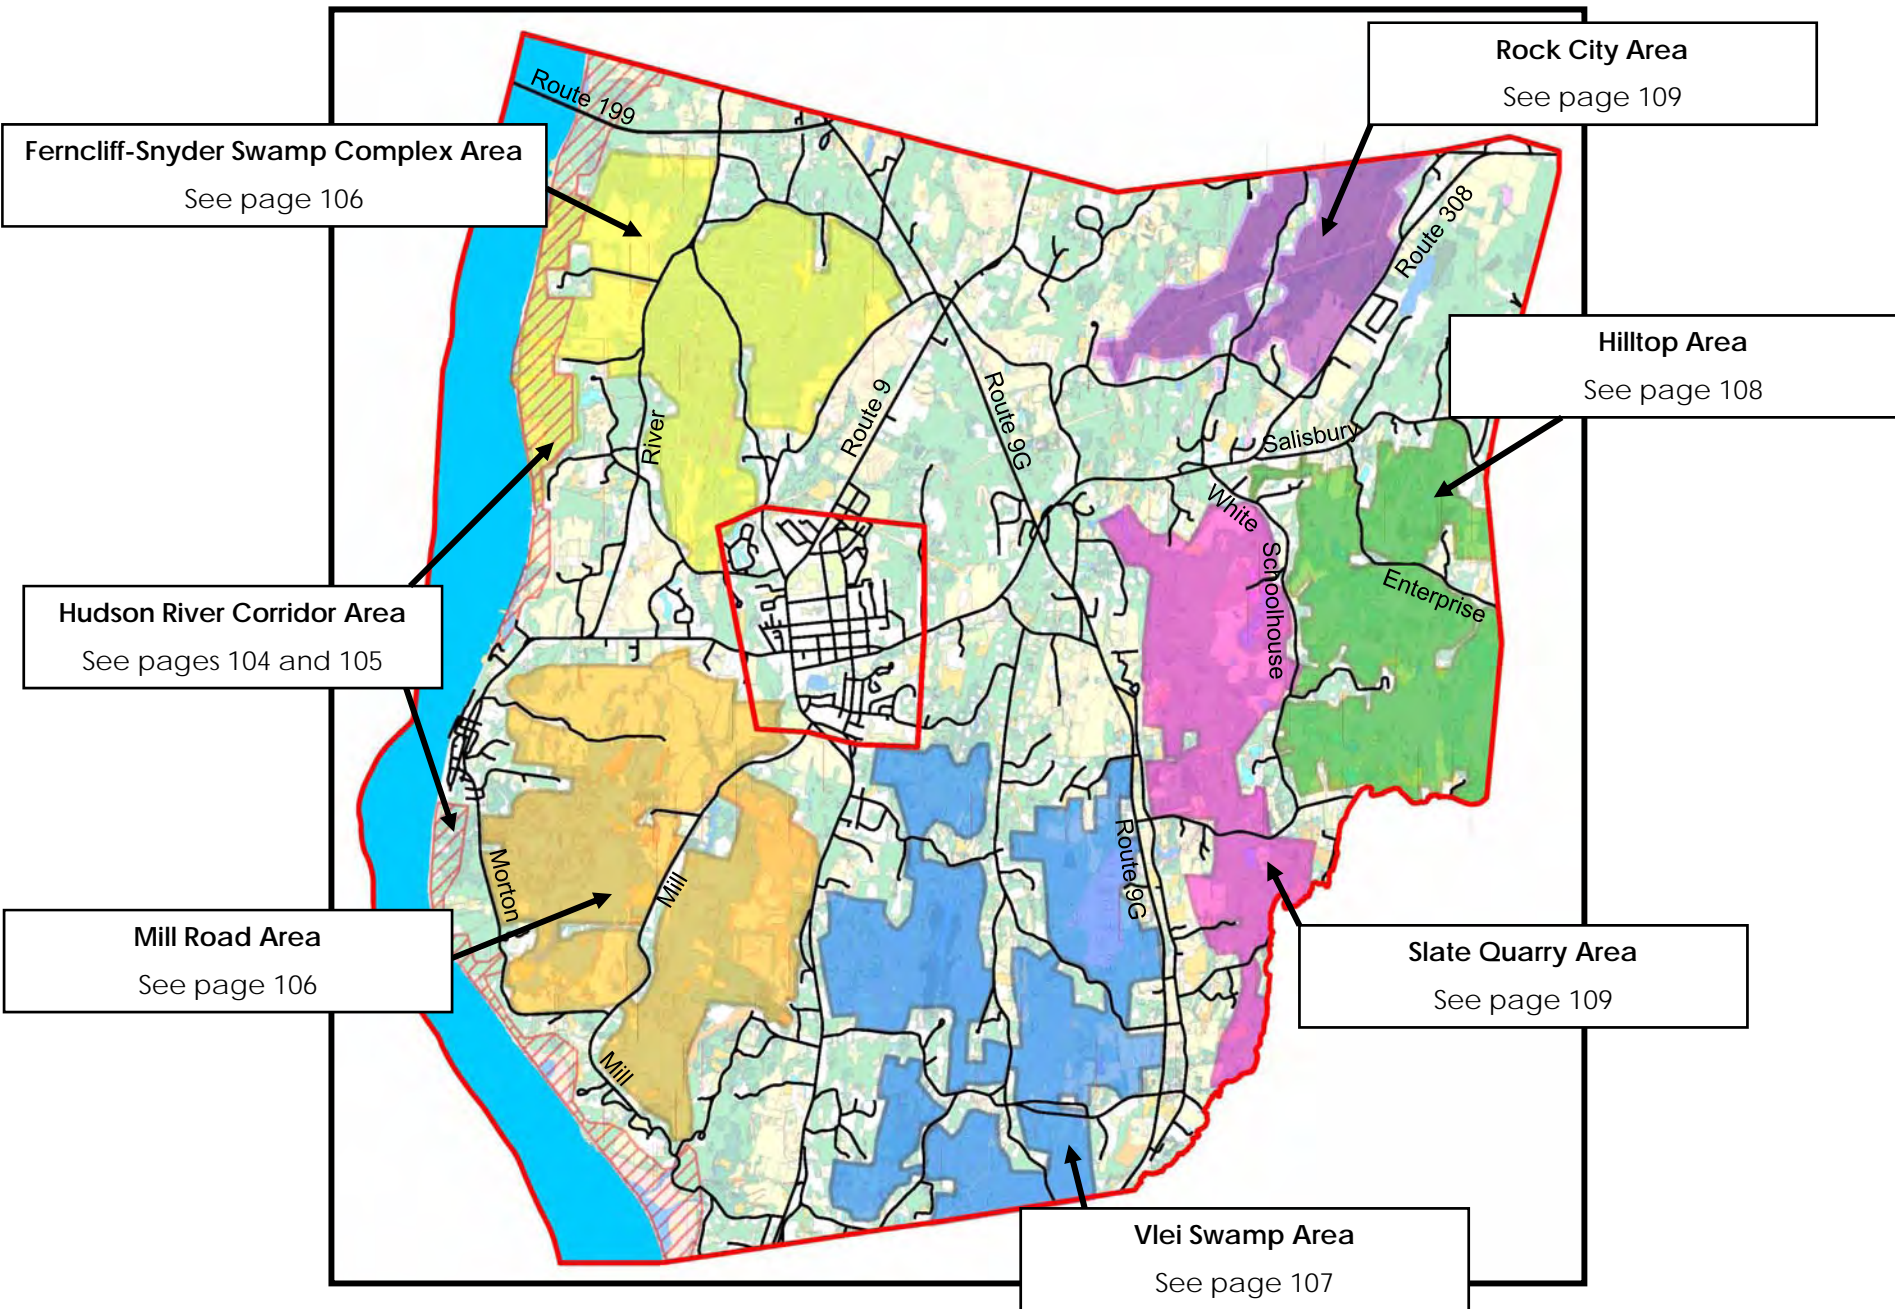 Rock City Area
See page 109
Route 199
Ferncliff-Snyder Swamp Complex Area
See page 106
Route 308
Hilltop Area
See page 108
Route 9
Route 9G
River
Salisbury
White
Schoolhouse
Enterprise
Hudson River Corridor Area
See pages 104 and 105
Morton
Mill
Route 9G
Mill Road Area
See page 106
Slate Quarry Area
See page 109
Mill
Vlei Swamp Area
See page 107